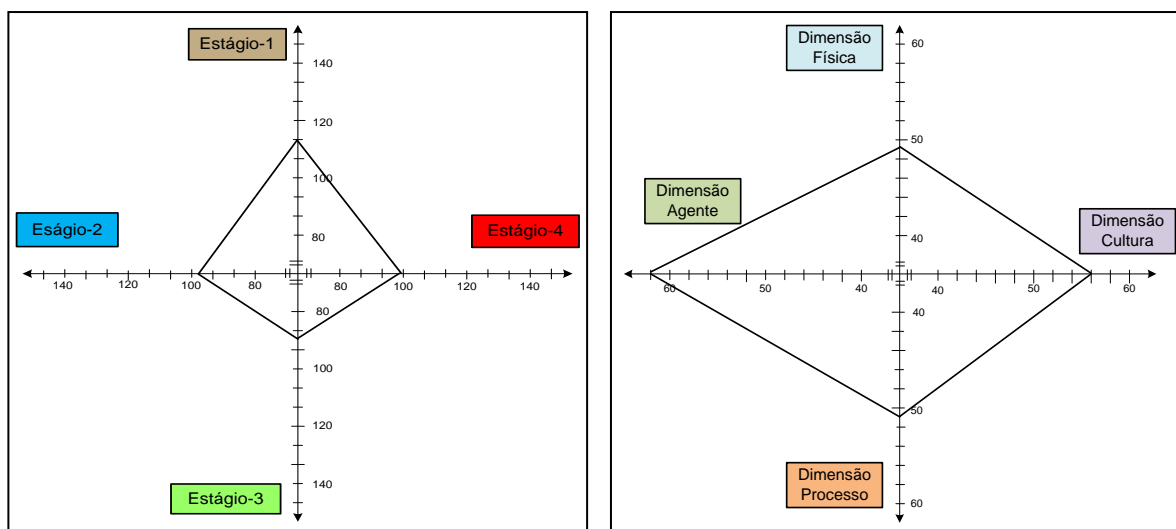 Estágio-1
140
120
100
80
Eságio-2
Estágio-4
140 120 100 80 80 100 120 140
80
100
120
140
Estágio-3
Dimensão
Física
60
50
Dimensão
Agente
40
Dimensão
Cultura
60 50 40 40 50 60
40
50
Dimensão
Processo
60